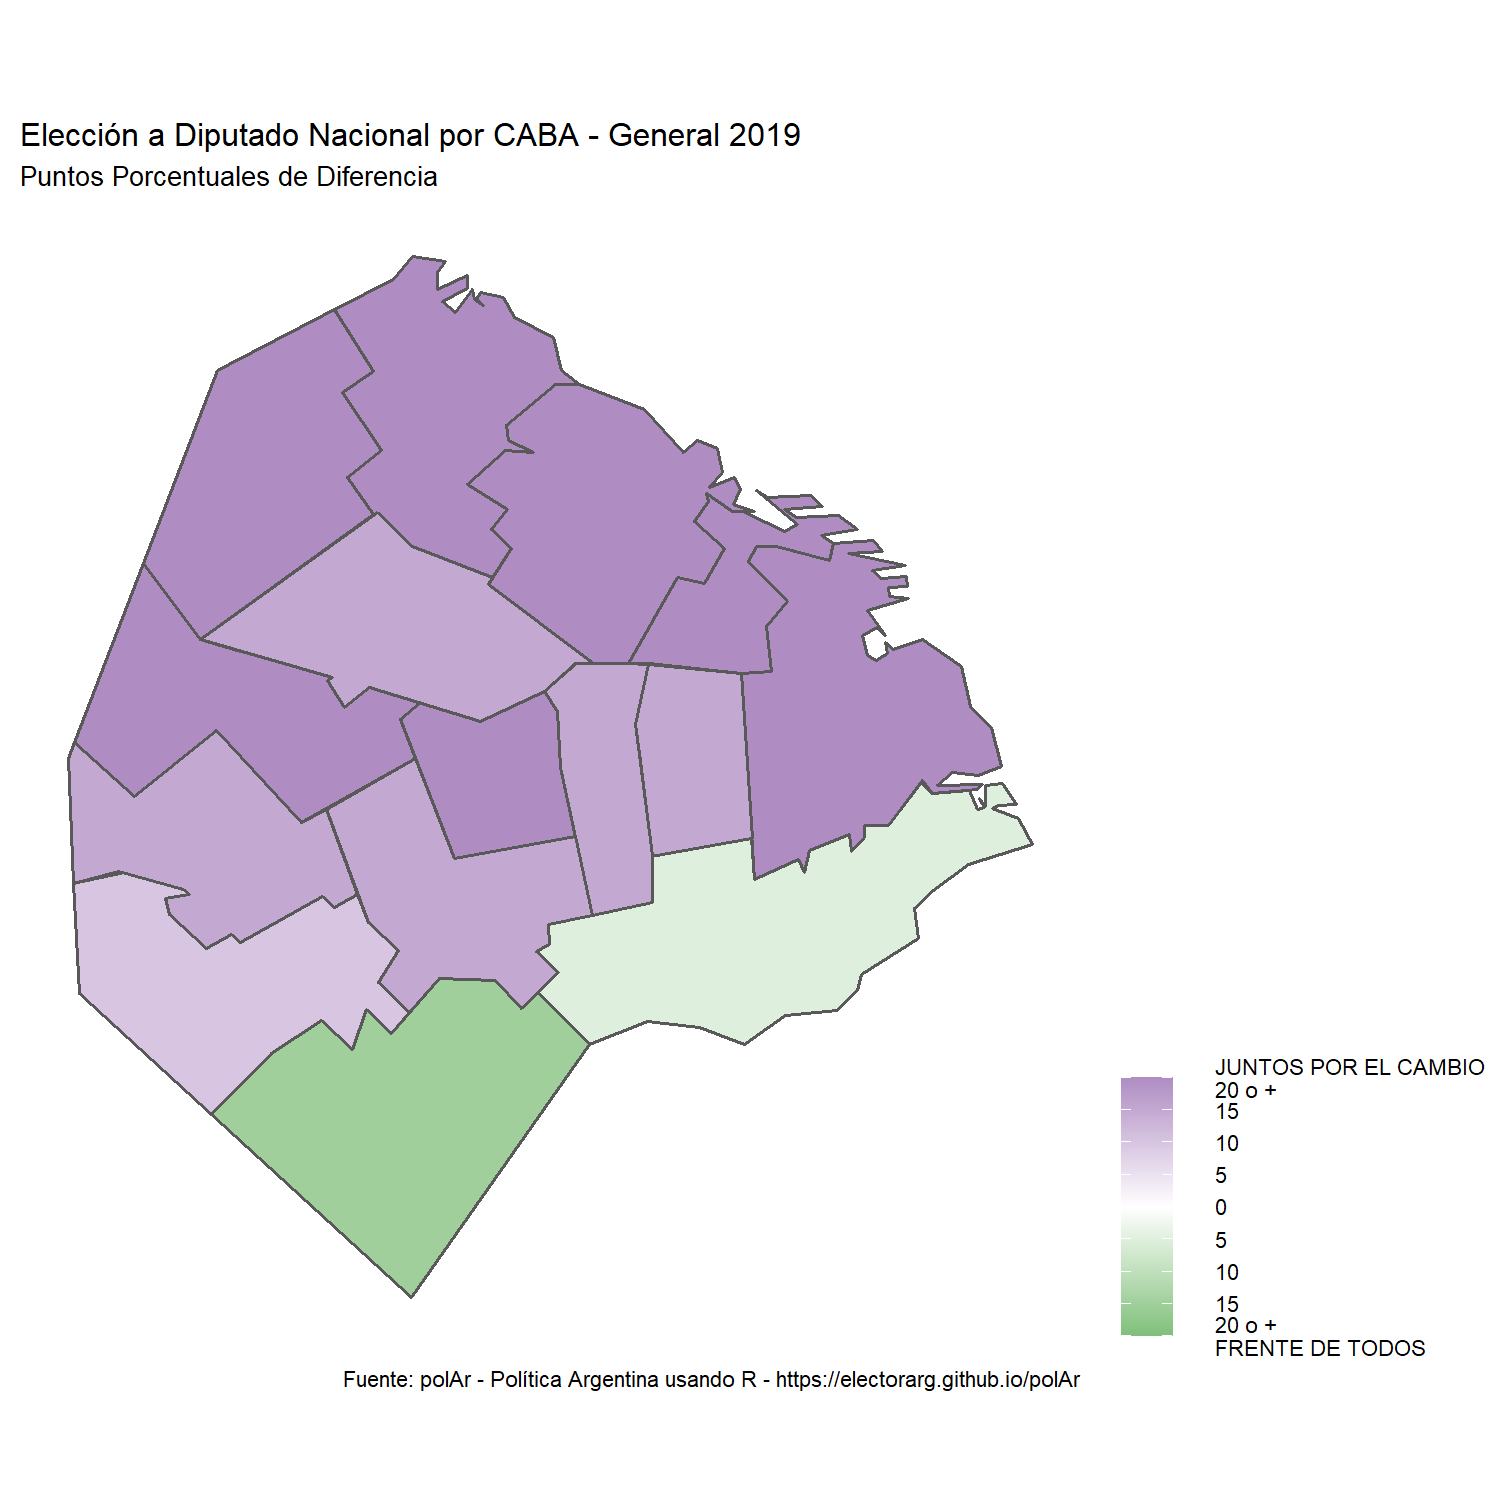 Elección a Diputado Nacional por CABA - General 2019
Puntos Porcentuales de Diferencia
JUNTOS POR EL CAMBIO
20 o +
15
10
5
0
5
10
15
20 o +
FRENTE DE TODOS
Fuente: polAr - Política Argentina usando R - https://electorarg.github.io/polAr